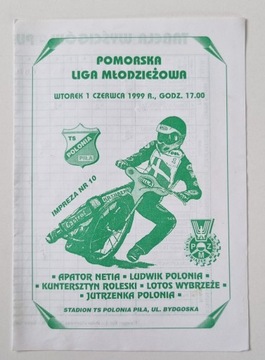 POMORSKA
LIGA MŁODZIEŻOWA
WTOREK 1 CZERWCA 1999 R., GODZ. 17.00
TS
POLONIA
PIŁA
IMPREZA NR 10
P Z
M
▪ APATOR NETIA ▪ LUDWIK POLONIA ▪
KUNTERSZTYN ROLESKI ▪ LOTOS WYBRZEŻE ▪
JUTRZENKA POLONIA ▪
STADION TS POLONIA PIŁA, UL. BYDGOSKA